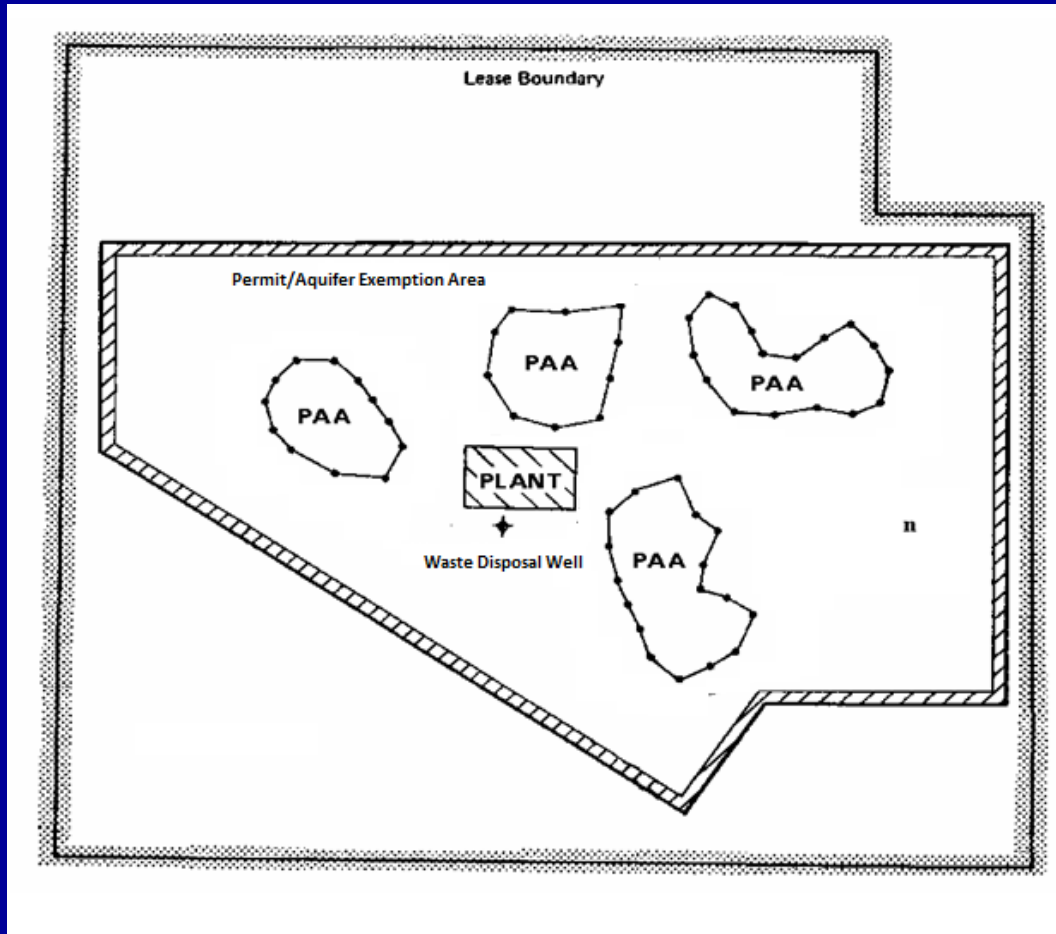 Lease Boundary
Permit/Aquifer Exemption Area
PAA
PAA
PAA
PLANT
n
Waste Disposal Well
PAA